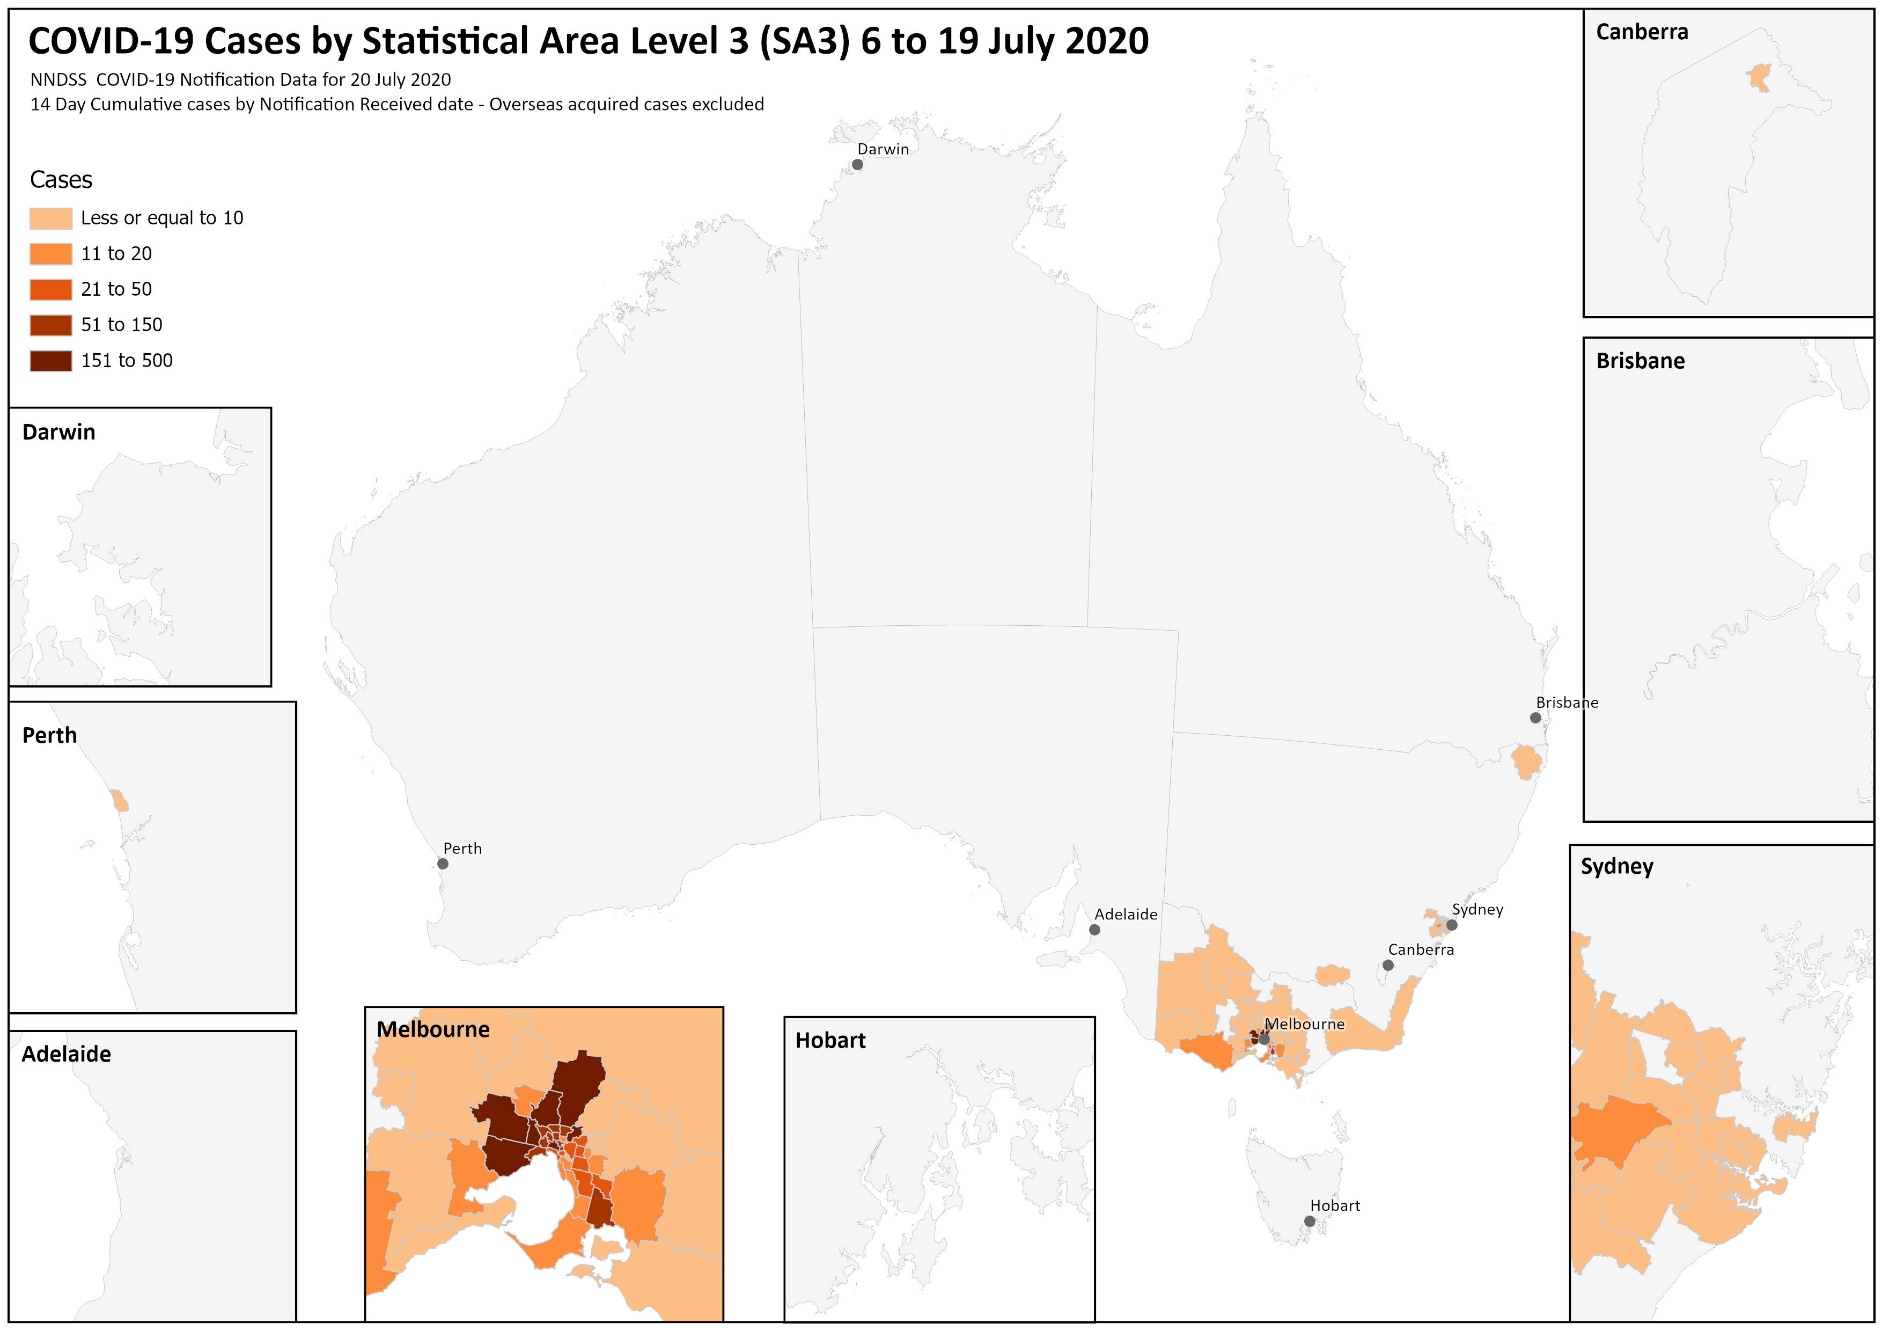 COVID-19 Cases by Statistical Area Level 3 (SA3) 6 to 19 July 2020
NNDSS  COVID-19 Notification Data for 20 July 2020
14 Day Cumulative cases by Notification Received date - Overseas acquired cases excluded
Cases
Less or equal to 10
11 to 20
21 to 50
51 to 150
151 to 500
Canberra
Darwin
Brisbane
Darwin
Brisbane
Perth
Perth
Sydney
Adelaide
Sydney
Canberra
Melbourne
Melbourne
Hobart
Adelaide
Hobart